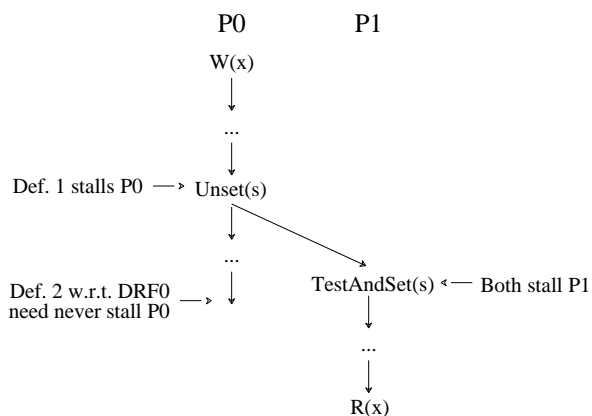 P0 P1
W(x)
...
Def. 1 stalls P0 Unset(s)
...
Def. 2 w.r.t. DRF0
need never stall P0
TestAndSet(s) Both stall P1
...
R(x)